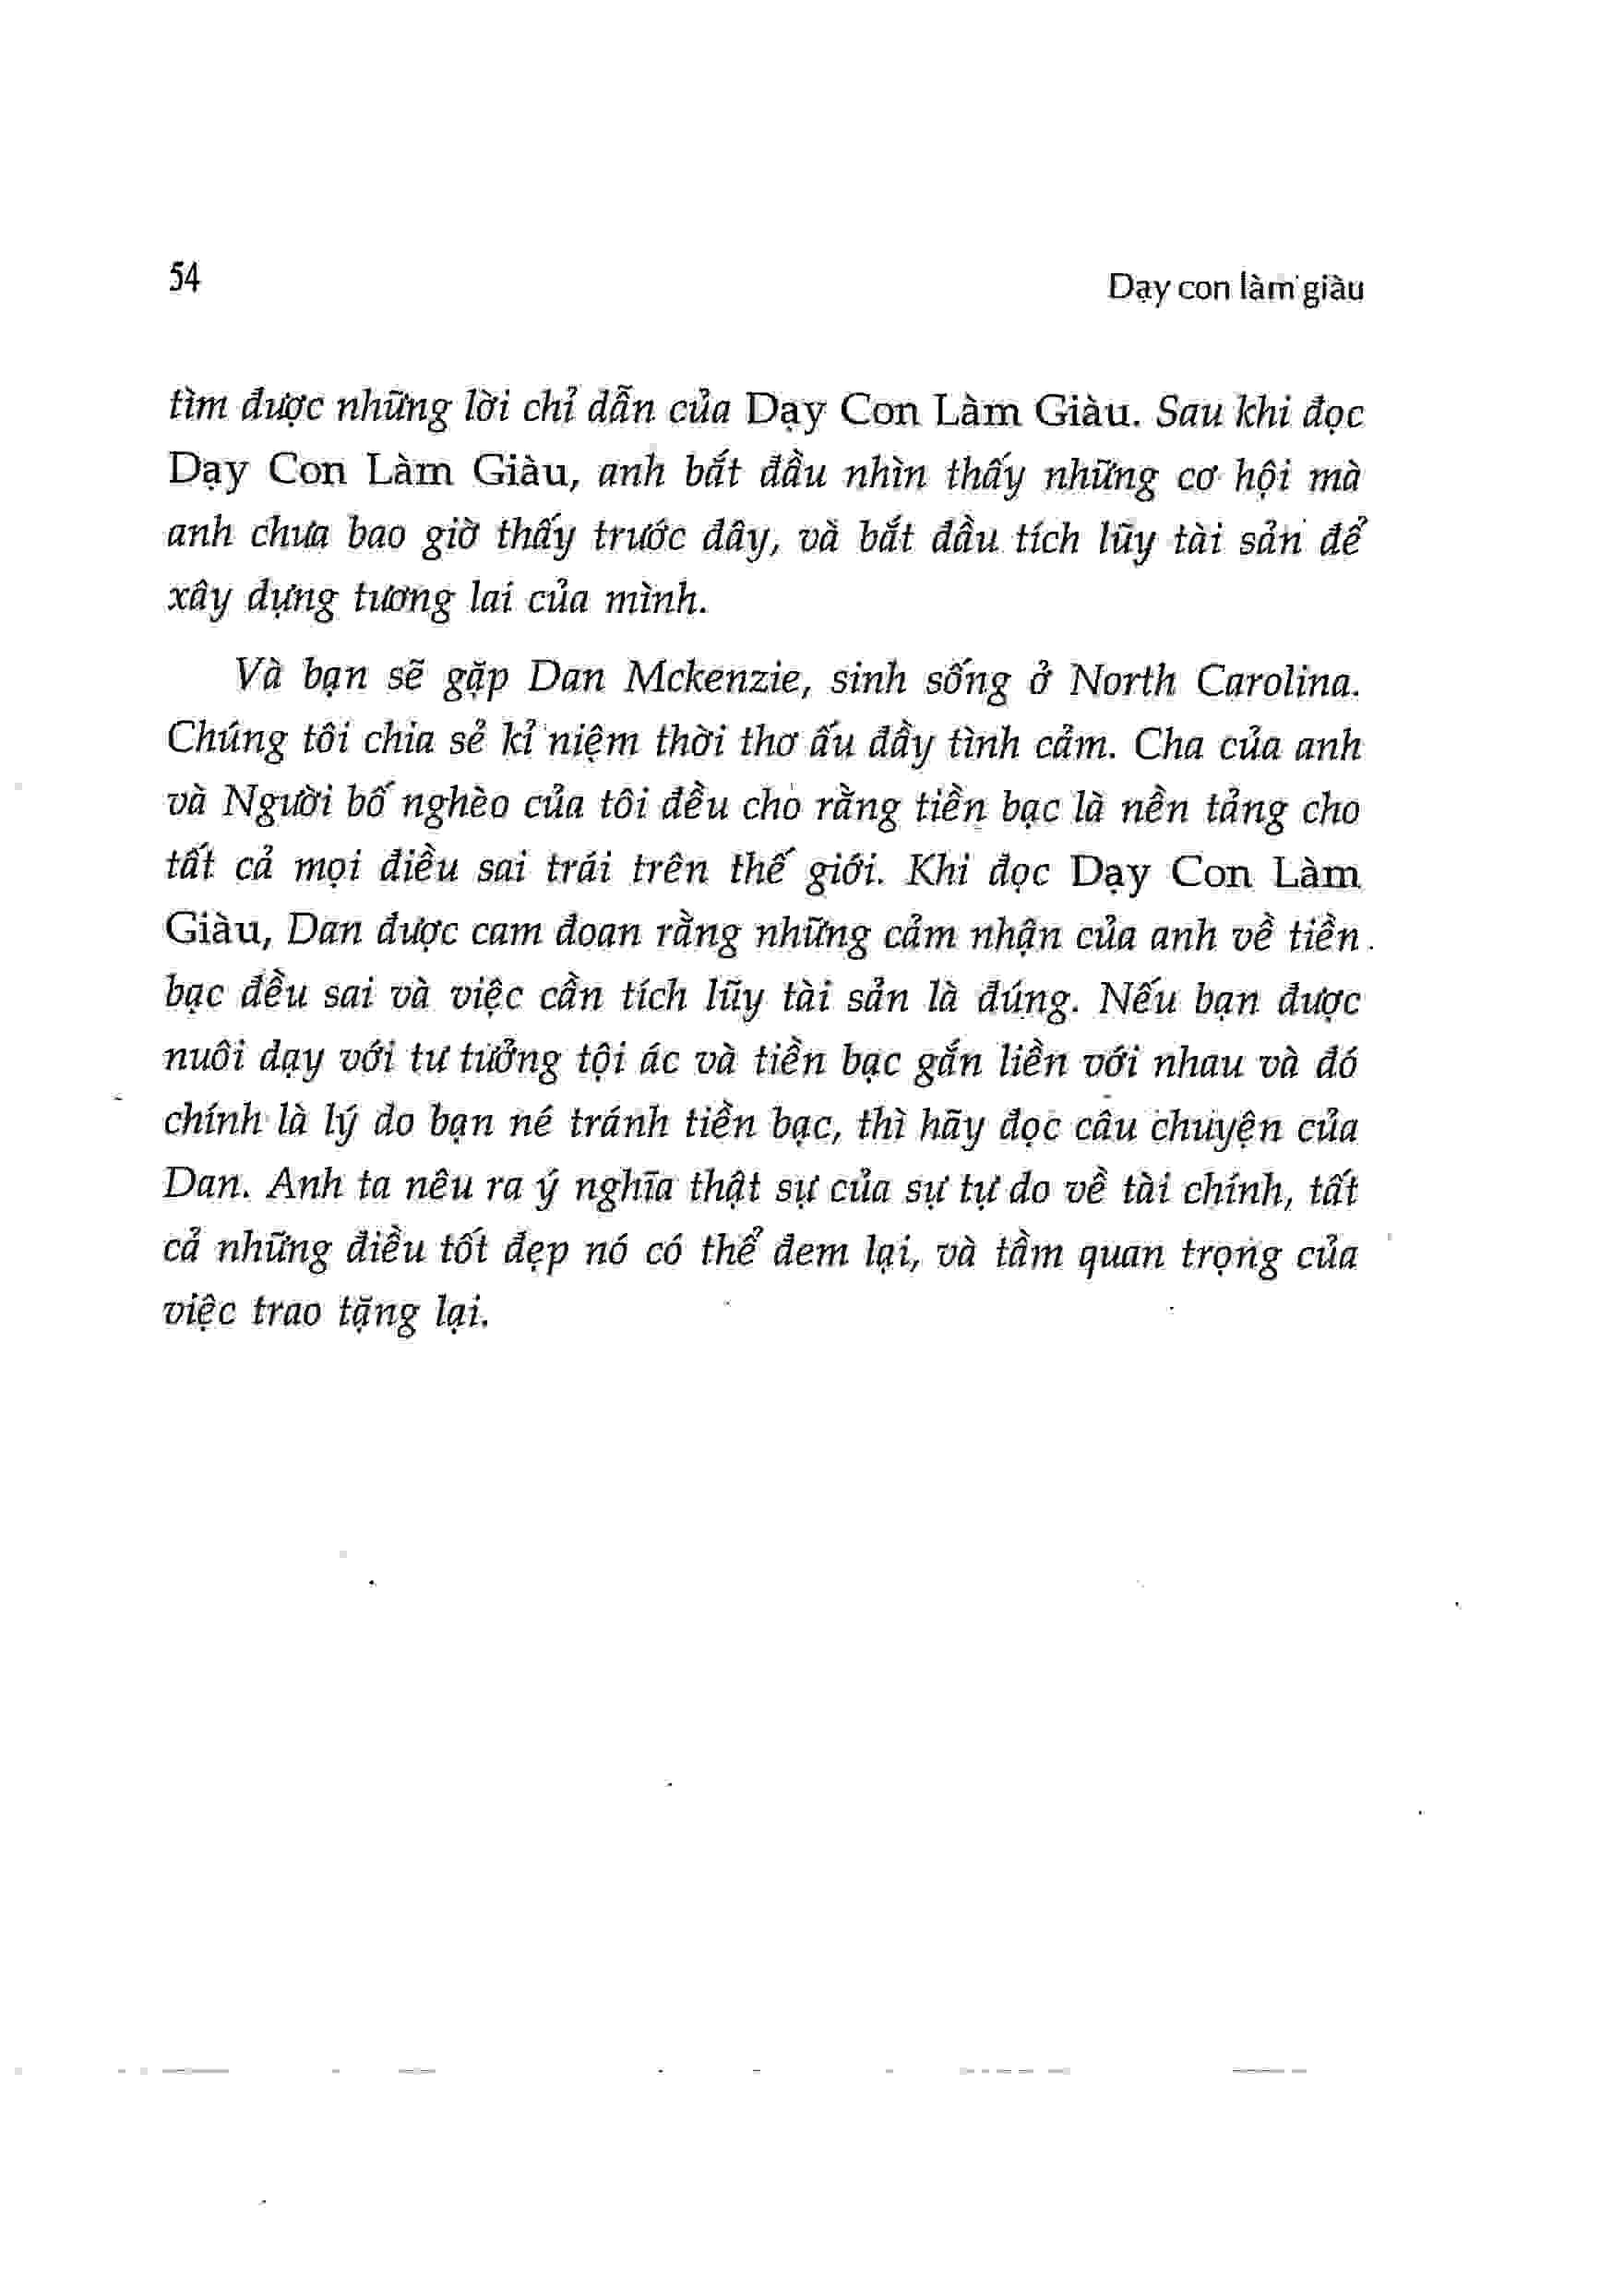 54
Dạy con làm giàu
tìm được những lời chỉ dẫn của Dạy Con Làm Giàu. Sau khi đọc
Dạy Con Làm Giàu, anh bắt đầu nhìn thấy những cơ hội mà
anh chưa bao giờ thấy trước đây, và bắt đầu tích lũy tài sản để
xây dựng tương lai của mình.
Và bạn sẽ gặp Dan Mckenzie, sinh sống ở North Carolina.
Chúng tôi chia sẻ kỉ niệm thời thơ ấu đầy tình cảm. Cha của anh
và Người bố nghèo của tôi đều cho rằng tiền bạc là nền tảng cho
tất cả mọi điều sai trái trên thế giới. Khi đọc Dạy Con Làm
Giàu, Dan được cam đoan rằng những cảm nhận của anh về tiền
bạc đều sai và việc cần tích lũy tài sản là đúng. Nếu bạn được
nuôi dạy với tư tưởng tội ác và tiền bạc gắn liền với nhau và đó
chính là lý do bạn né tránh tiền bạc, thì hãy đọc câu chuyện của
Dan. Anh ta nêu ra ý nghĩa thật sự của sự tự do về tài chính, tất
cả những điều tốt đẹp nó có thể đem lại, và tầm quan trọng của
việc trao tặng lại.